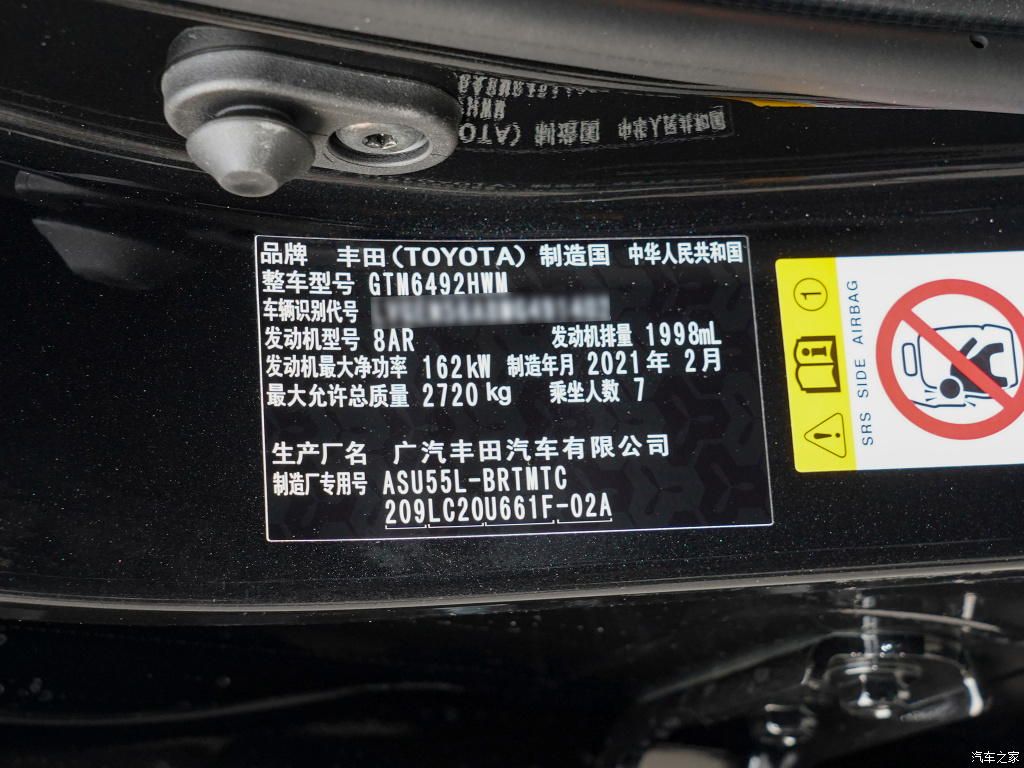 品牌 丰田(TOYOTA) 制造国 中华人民共和国
整车型号 GTM6492HWM
车辆识别代号
发动机型号 8AR 发动机排量 1998mL
发动机最大净功率 162kW 制造年月 2021年 2月
最大允许总质量 2720kg 乘坐人数 7
生产厂名 广汽丰田汽车有限公司
制造厂专用号 ASU55L-BRTMTC
209LC20U661F-02A
1
SRS SIDE AIRBAG
汽车之家